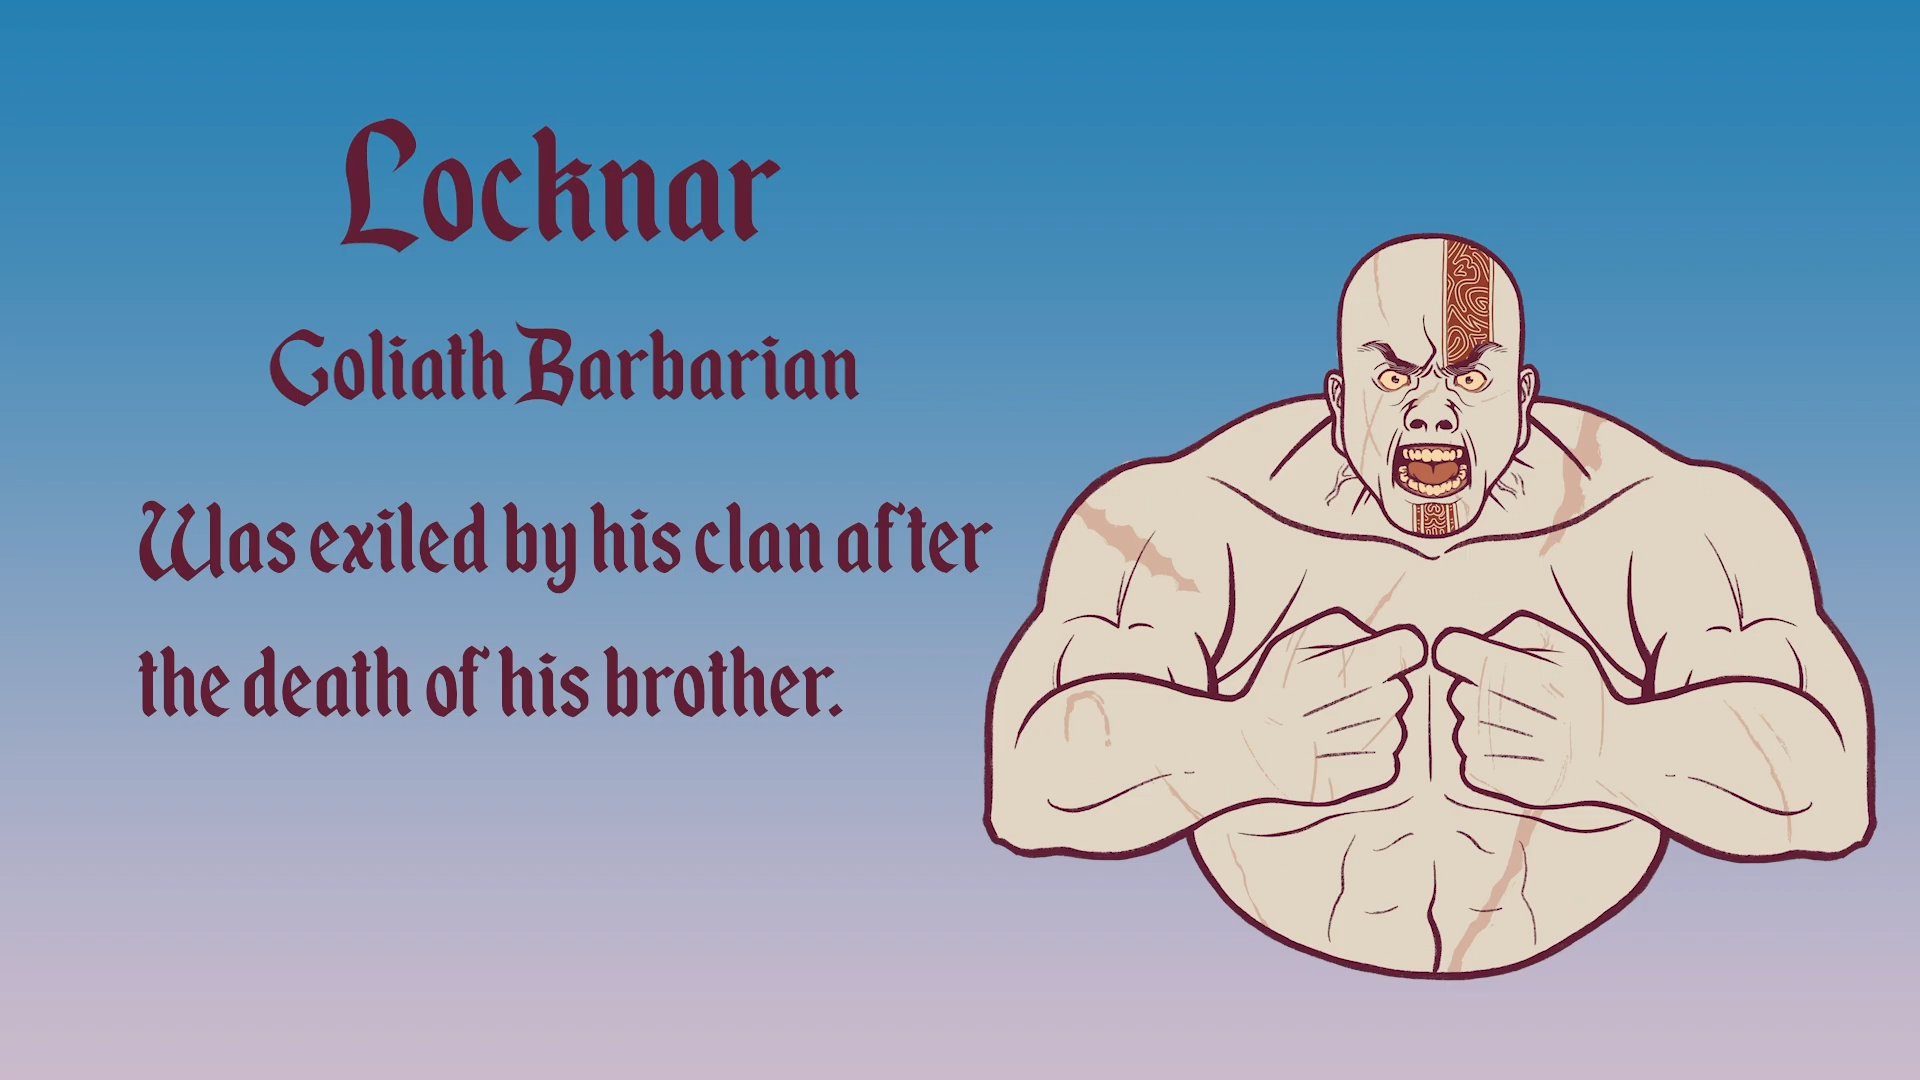 Locknar
Goliath Barbarian
Was exiled by his clan after
the death of his brother.